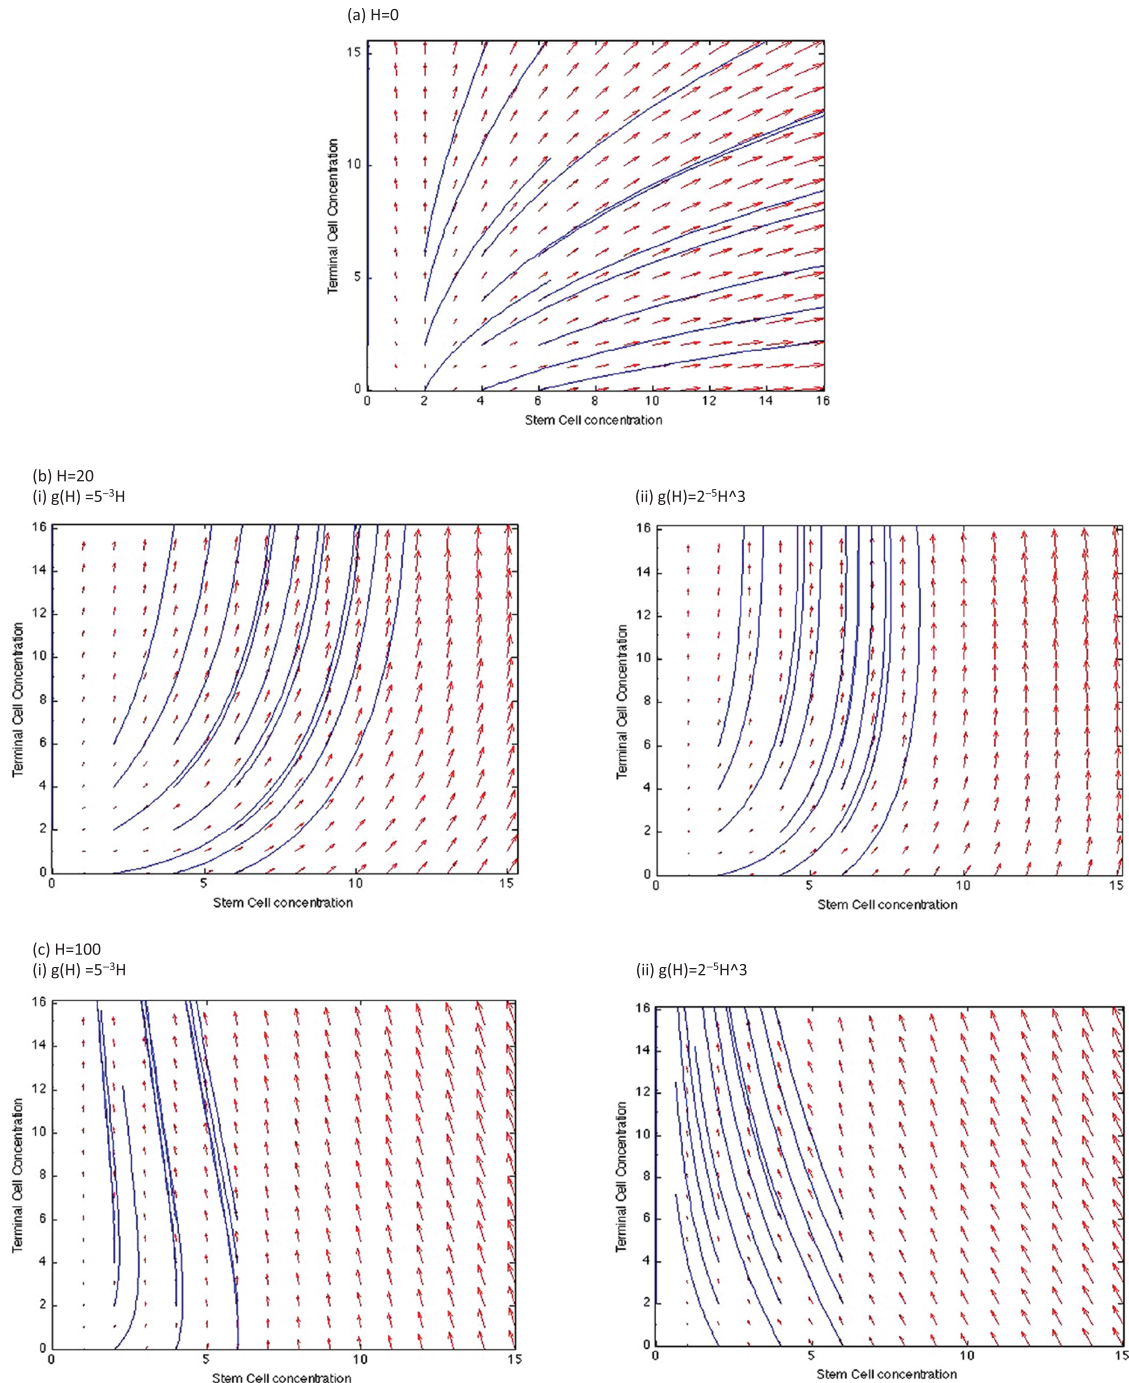 (a) H=0
15
10
5
0
Terminal Cell Concentration
0 2 4 6 8 10 12 14 16
Stem Cell concentration
(b) H=20
(i) g(H) =5⁻³H
16
14
12
10
8
6
4
2
0
Terminal Cell Concentration
0 5 10 15
Stem Cell concentration
(ii) g(H)=2⁻⁵H^3
16
14
12
10
8
6
4
2
0
Terminal Cell Concentration
0 5 10 15
Stem Cell concentration
(c) H=100
(i) g(H) =5⁻³H
16
14
12
10
8
6
4
2
0
Terminal Cell Concentration
0 5 10 15
Stem Cell concentration
(ii) g(H)=2⁻⁵H^3
16
14
12
10
8
6
4
2
0
Terminal Cell Concentration
0 5 10 15
Stem Cell concentration